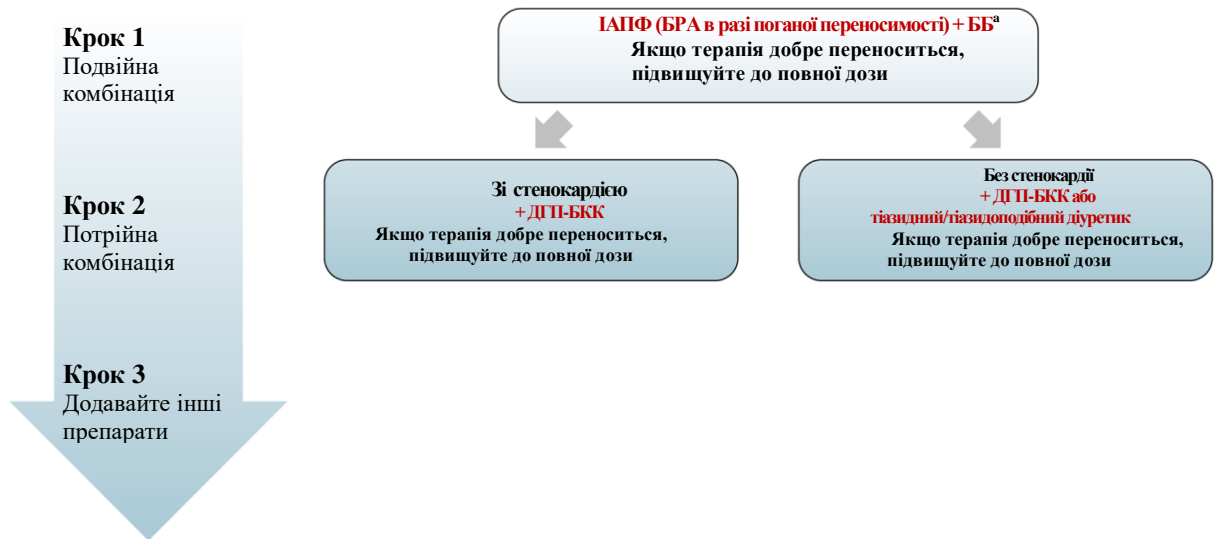 Крок 1
Подвійна
комбінація
ІАПФ (БРА в разі поганої переносимості) + ББᵃ
Якщо терапія добре переноситься,
підвищуйте до повної дози
Крок 2
Потрійна
комбінація
Зі стенокардією
+ ДГП-БКК
Якщо терапія добре переноситься,
підвищуйте до повної дози
Без стенокардії
+ ДГП-БКК або
тіазидний/тіазидоподібний діуретик
Якщо терапія добре переноситься,
підвищуйте до повної дози
Крок 3
Додавайте інші
препарати